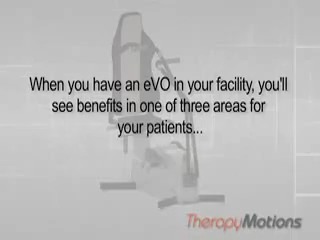 When you have an eVO in your facility, you'll
see benefits in one of three areas for
your patients...
TherapyMotions